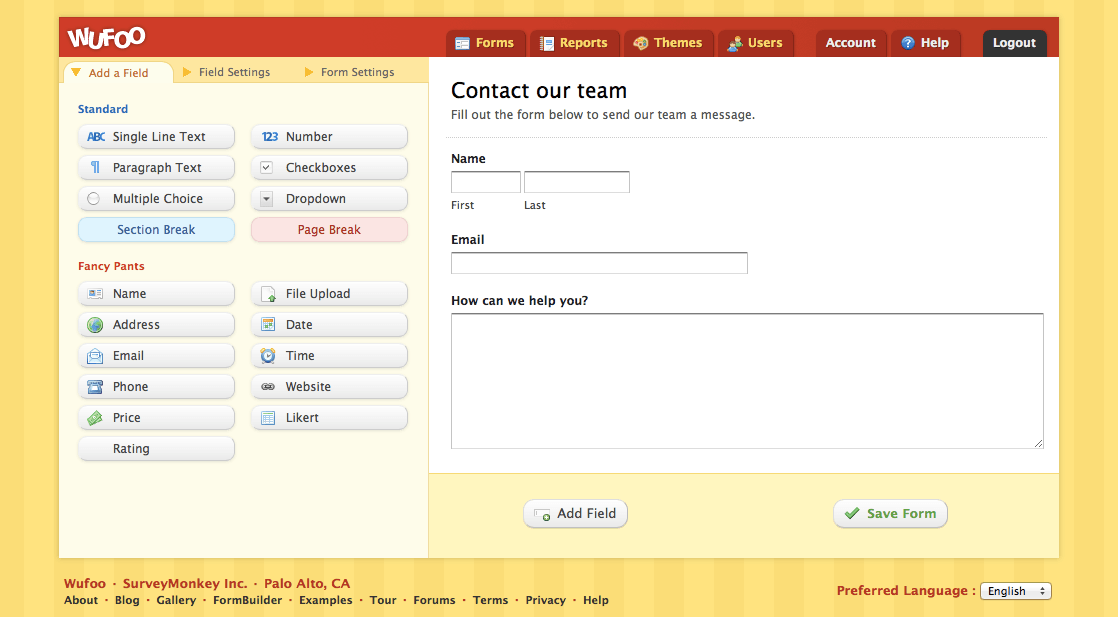 WUFOO
Forms Reports Themes Users Account Help Logout
Add a Field Field Settings Form Settings
Standard
ABC Single Line Text
123 Number
Paragraph Text
Checkboxes
Multiple Choice
Dropdown
Section Break
Page Break
Fancy Pants
Name
File Upload
Address
Date
Email
Time
Phone
Website
Price
Likert
Rating
Contact our team
Fill out the form below to send our team a message.
Name
First Last
Email
How can we help you?
Add Field
Save Form
Wufoo · SurveyMonkey Inc. · Palo Alto, CA
About · Blog · Gallery · FormBuilder · Examples · Tour · Forums · Terms · Privacy · Help
Preferred Language : English